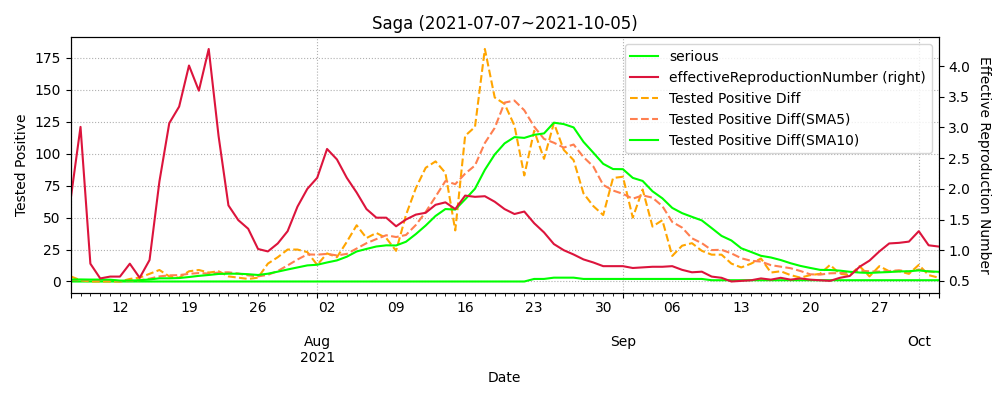 Saga (2021-07-07~2021-10-05)
serious
effectiveReproductionNumber (right)
Tested Positive Diff
Tested Positive Diff(SMA5)
Tested Positive Diff(SMA10)
Tested Positive
175
150
125
100
75
50
25
0
4.0
3.5
3.0
2.5
2.0
1.5
1.0
0.5
Effective Reproduction Number
12 19 26 02 09 16 23 30 06 13 20 27
Aug Sep Oct
2021
Date